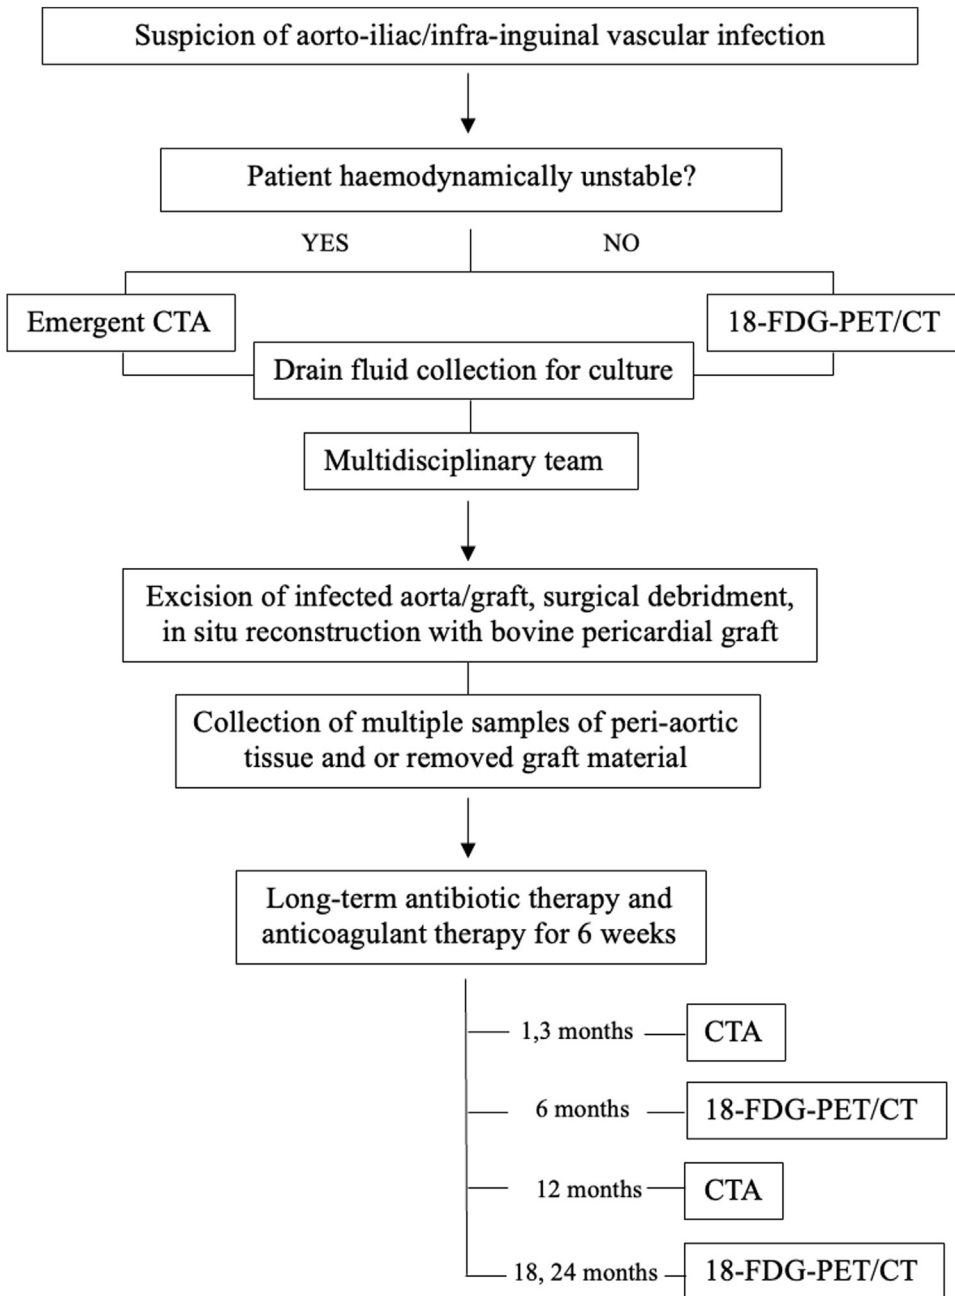 Suspicion of aorto-iliac/infra-inguinal vascular infection
Patient haemodynamically unstable?
YES
NO
Emergent CTA
18-FDG-PET/CT
Drain fluid collection for culture
Multidisciplinary team
Excision of infected aorta/graft, surgical debridment,
in situ reconstruction with bovine pericardial graft
Collection of multiple samples of peri-aortic
tissue and or removed graft material
Long-term antibiotic therapy and
anticoagulant therapy for 6 weeks
1,3 months
CTA
6 months
18-FDG-PET/CT
12 months
CTA
18, 24 months
18-FDG-PET/CT